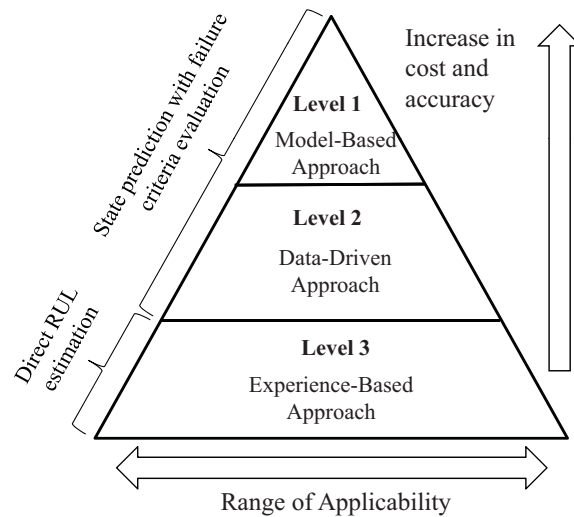 State prediction with failure
criteria evaluation
Direct RUL
estimation
Level 1
Model-Based
Approach
Level 2
Data-Driven
Approach
Level 3
Experience-Based
Approach
Increase in
cost and
accuracy
Range of Applicability